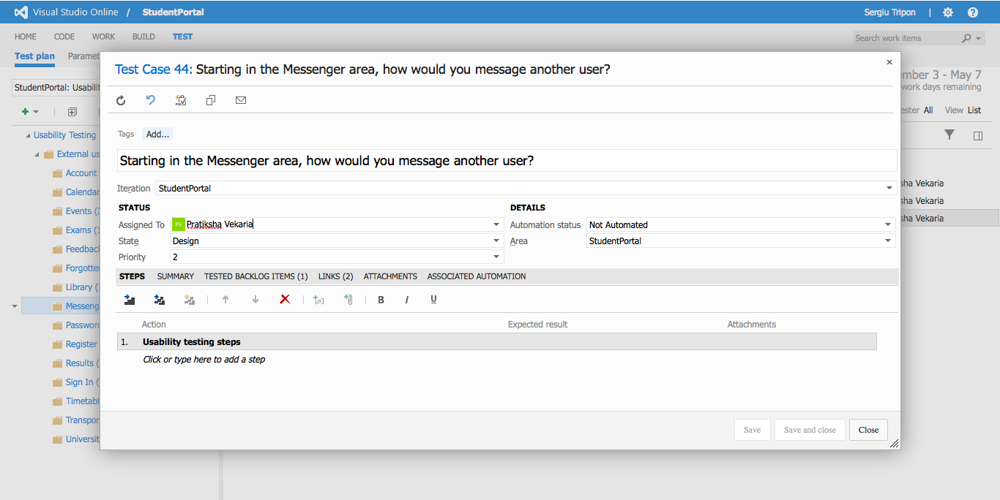 Visual Studio Online / StudentPortal Sergiu Tripon |
HOME CODE WORK BUILD TEST Search work items
Test plan Paramet
StudentPortal: Usabilit
Usability Testing
External us
Account
Calendar
Events (
Exams (
Feedbac
Forgotte
Library (
Messeng
Password
Register
Results (
Sign In (
Timetabl
Transpor
Universit
Test Case 44: Starting in the Messenger area, how would you message another user?
Tags Add...
Starting in the Messenger area, how would you message another user?
Iteration StudentPortal
STATUS DETAILS
Assigned To PV Pratiksha Vekaria Automation status Not Automated
State Design Area StudentPortal
Priority 2
STEPS SUMMARY TESTED BACKLOG ITEMS (1) LINKS (2) ATTACHMENTS ASSOCIATED AUTOMATION
B I U
Action Expected result Attachments
1. Usability testing steps
Click or type here to add a step
Save Save and close Close
mber 3 - May 7
work days remaining
ester All View List
sha Vekaria
sha Vekaria
sha Vekaria